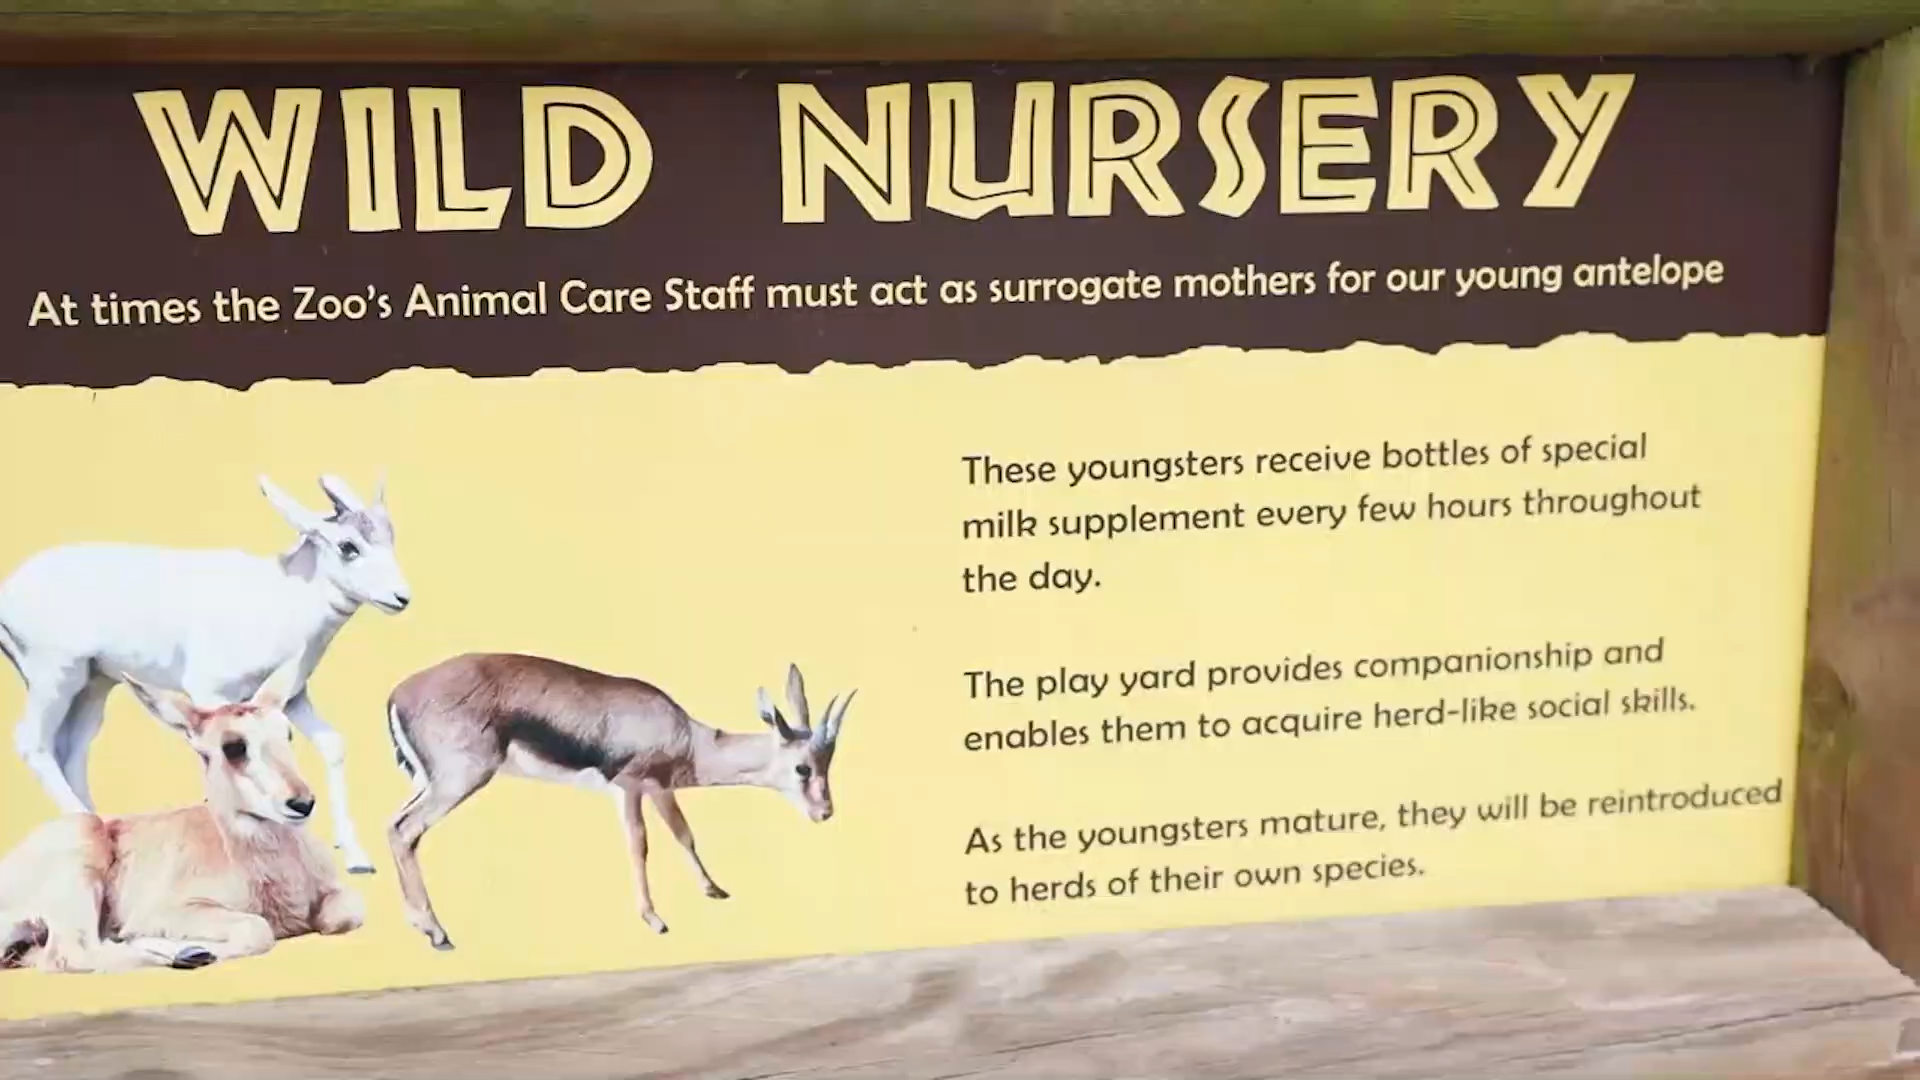 WILD NURSERY
At times the Zoo's Animal Care Staff must act as surrogate mothers for our young antelope
These youngsters receive bottles of special
milk supplement every few hours throughout
the day.
The play yard provides companionship and
enables them to acquire herd-like social skills.
As the youngsters mature, they will be reintroduced
to herds of their own species.